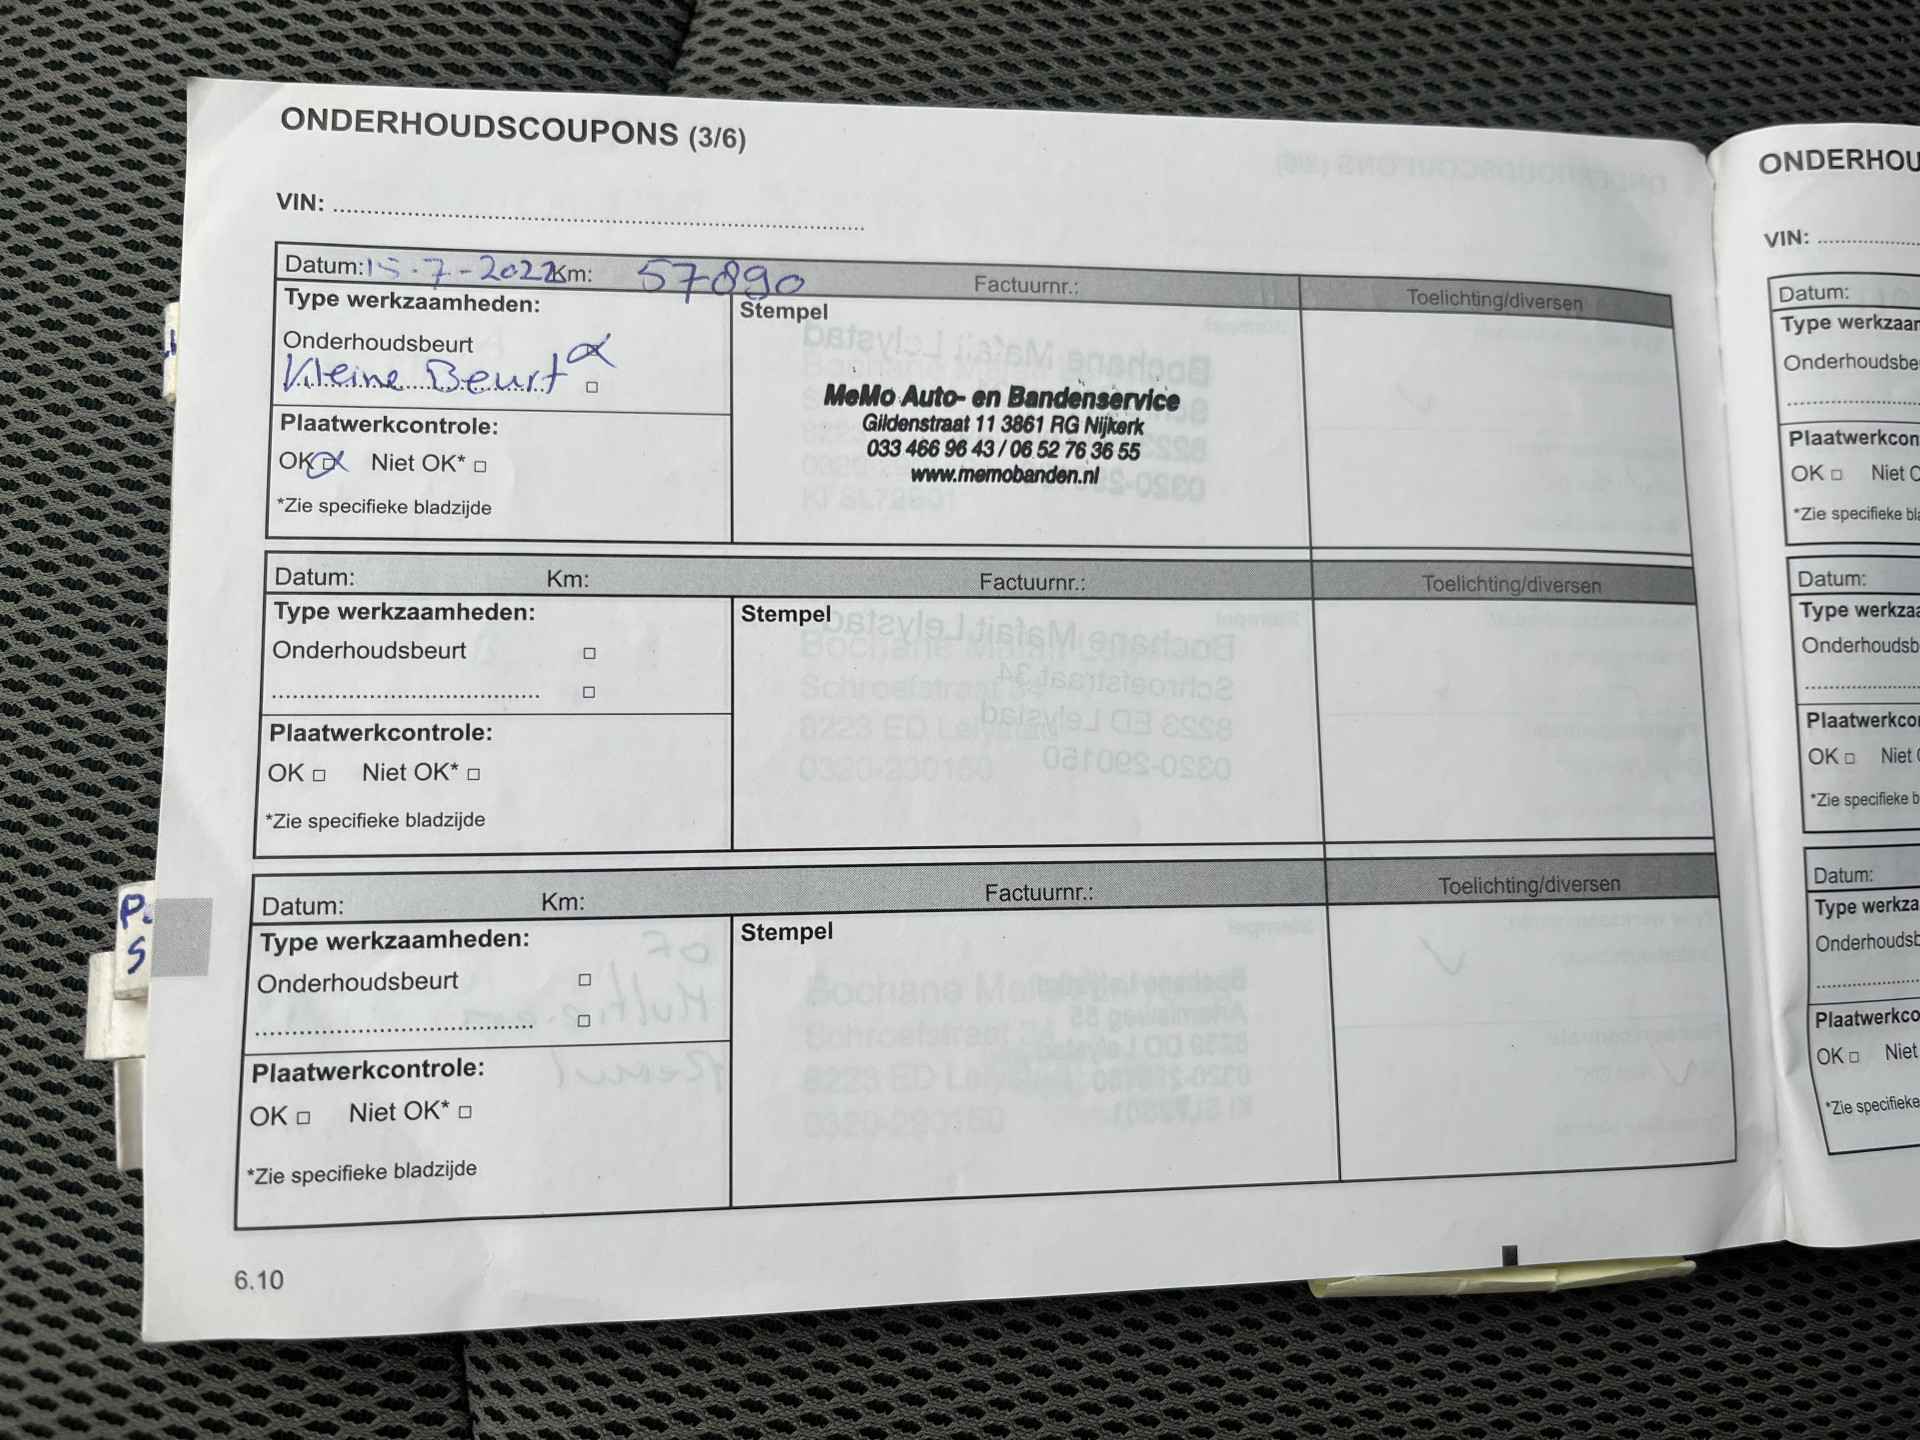 ONDERHOUDSCOUPONS (3/6)
VIN:
Datum: 15-7-2022 Km: 57890 Factuurnr.: Toelichting/diversen
Type werkzaamheden:
Stempel
Onderhoudsbeurt
Kleine Beurt
MeMo Auto- en Bandenservice
Gildenstraat 11 3861 RG Nijkerk
033 466 96 43 / 06 52 76 36 55
www.memobanden.nl
Plaatwerkcontrole:
OK Niet OK*
*Zie specifieke bladzijde
Datum: Km: Factuurnr.: Toelichting/diversen
Type werkzaamheden:
Stempel
Onderhoudsbeurt
Plaatwerkcontrole:
OK Niet OK*
*Zie specifieke bladzijde
Datum: Km: Factuurnr.: Toelichting/diversen
Type werkzaamheden:
Stempel
Onderhoudsbeurt
Plaatwerkcontrole:
OK Niet OK*
*Zie specifieke bladzijde
6.10
P.
S
ONDERHOU
VIN:
Datum:
Type werkzaa
Onderhoudsbe
Plaatwerkcon
OK Niet O
*Zie specifieke bla
Datum:
Type werkza
Onderhoudsb
Plaatwerkco
OK Niet
*Zie specifieke b
Datum:
Type werkza
Onderhoudsb
Plaatwerkco
OK Niet
*Zie specifieke